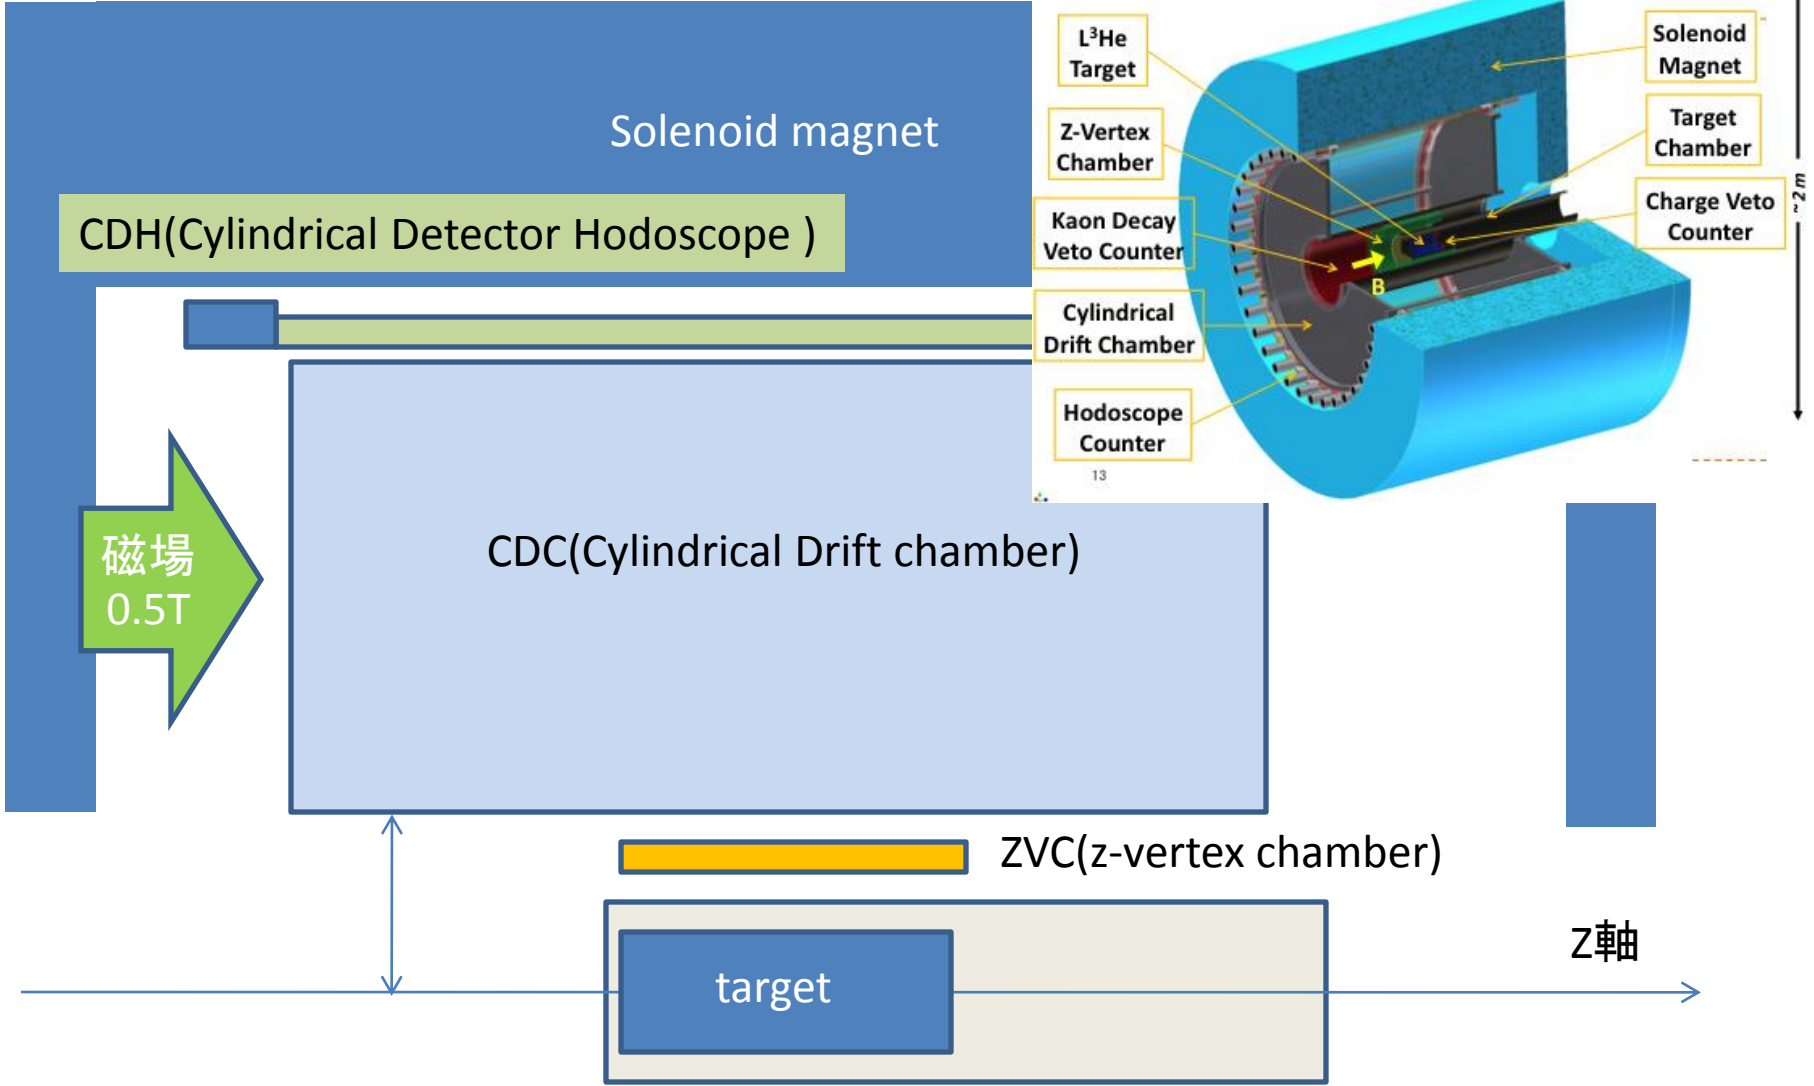 Solenoid magnet
CDH(Cylindrical Detector Hodoscope )
磁場
0.5T
CDC(Cylindrical Drift chamber)
ZVC(z-vertex chamber)
target
Z軸
L³He
Target
Z-Vertex
Chamber
Kaon Decay
Veto Counter
Cylindrical
Drift Chamber
Hodoscope
Counter
13
B
Solenoid
Magnet
Target
Chamber
Charge Veto
Counter
~2m